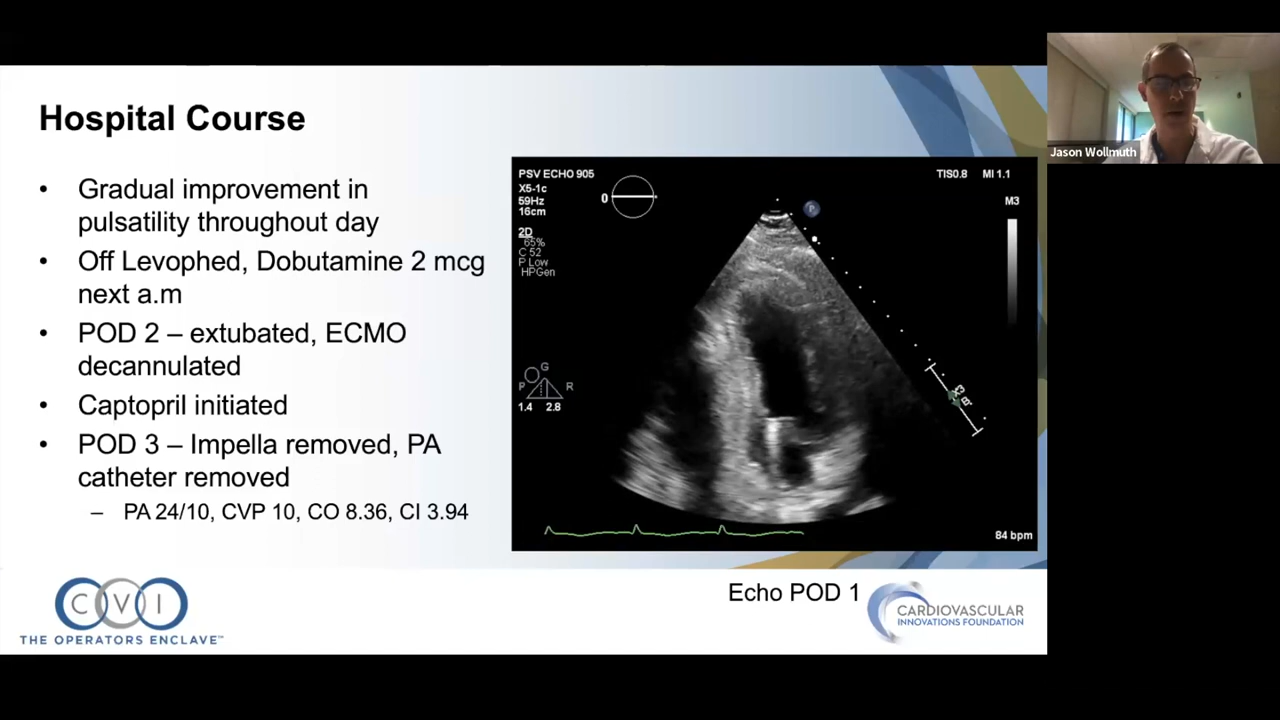 Hospital Course
• Gradual improvement in
pulsatility throughout day
• Off Levophed, Dobutamine 2 mcg
next a.m
• POD 2 – extubated, ECMO
decannulated
• Captopril initiated
• POD 3 – Impella removed, PA
catheter removed
– PA 24/10, CVP 10, CO 8.36, CI 3.94
PSV ECHO 905
X5-1c
59Hz
16cm
2D
65%
C 52
P Low
HPGen
0
P
TIS0.8 MI 1.1
M3
G
P R
1.4 2.8
84 bpm
Echo POD 1
CVI
THE OPERATORS ENCLAVE™
CARDIOVASCULAR
INNOVATIONS FOUNDATION
Jason Wollmuth